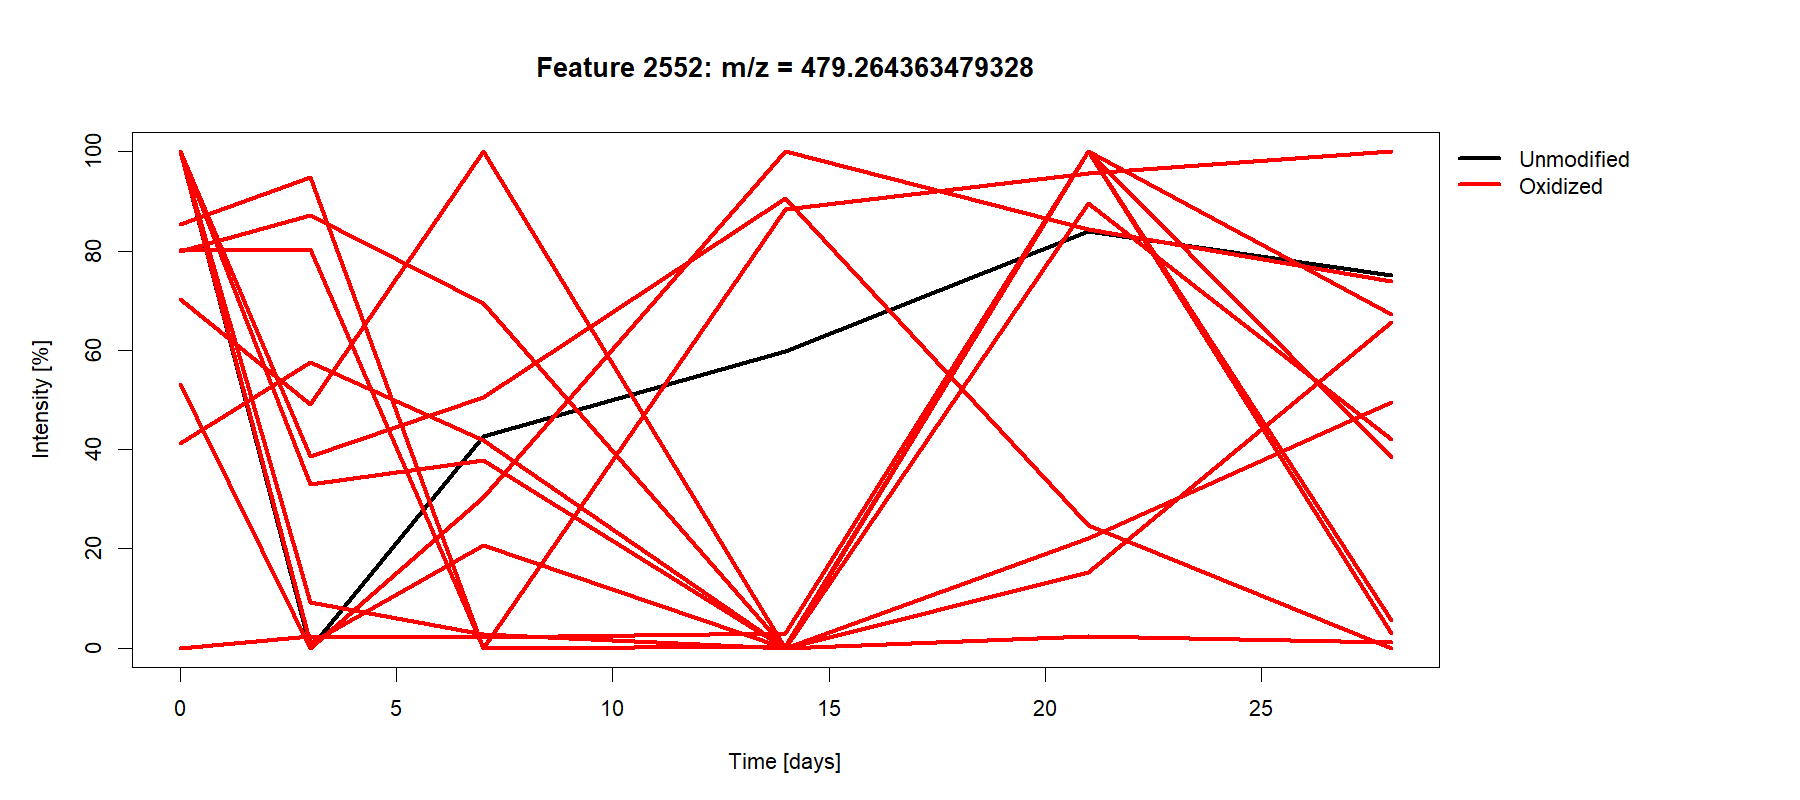 Feature 2552: m/z = 479.264363479328
Unmodified
Oxidized
Intensity [%]
100
80
60
40
20
0
0 5 10 15 20 25
Time [days]